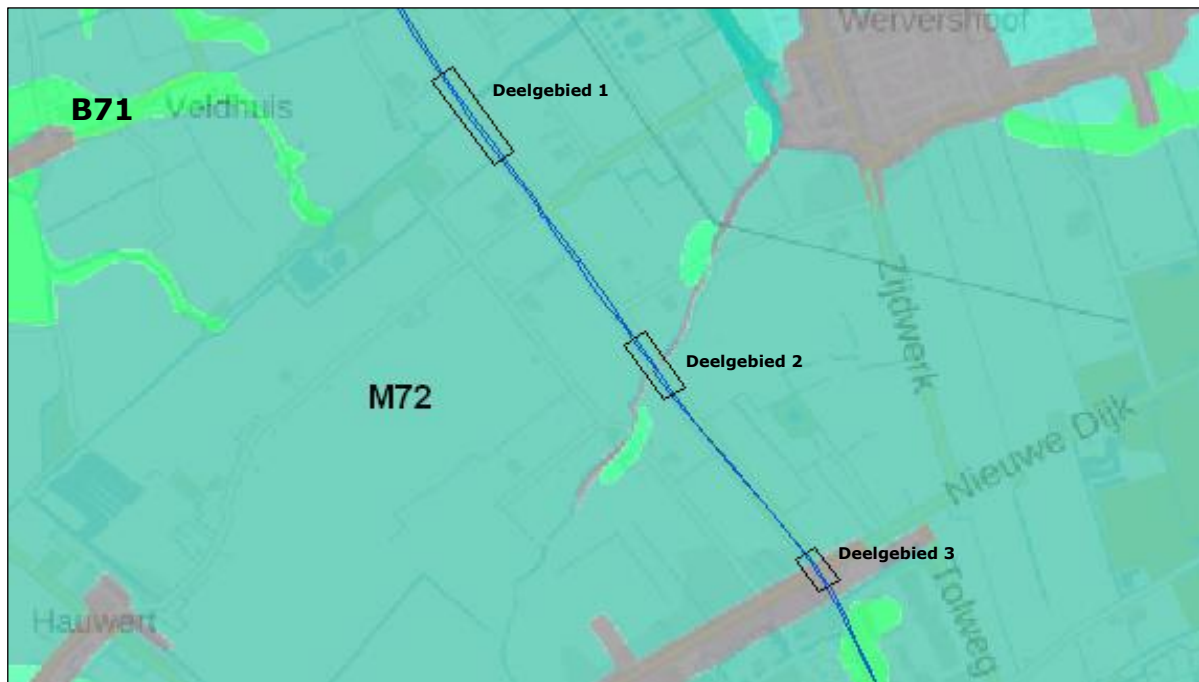 Wervershoof
Deelgebied 1
B71
Veldhuis
Zijdwerk
Deelgebied 2
M72
Nieuwe Dijk
Deelgebied 3
Tolweg
Hauwert